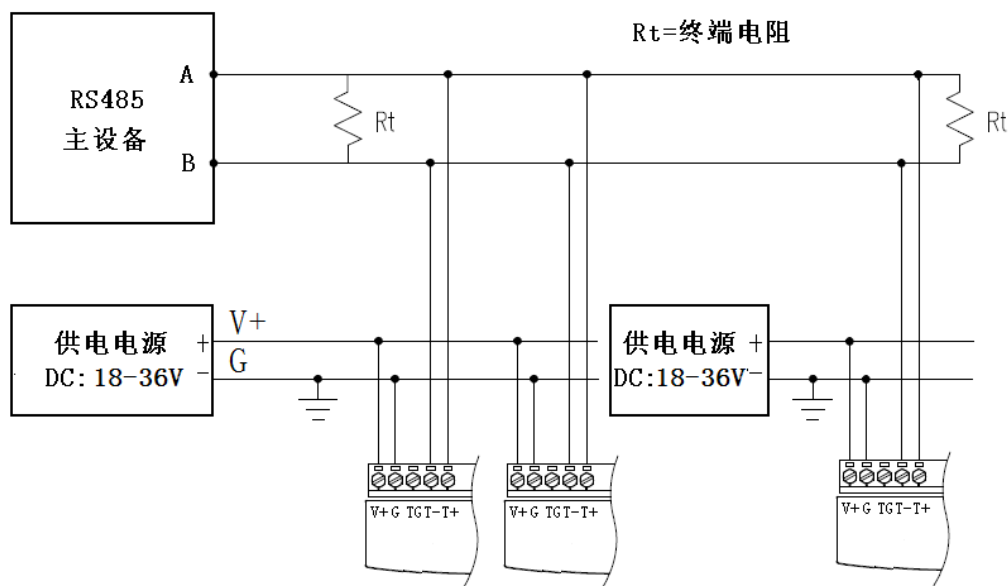 Rt=终端电阻
A
RS485
主设备
B
Rt
Rt
V+
供电电源 +
G
DC: 18-36V -
供电电源 +
DC:18-36V -
V+ G TG T- T+
V+ G TG T- T+
V+ G TG T- T+